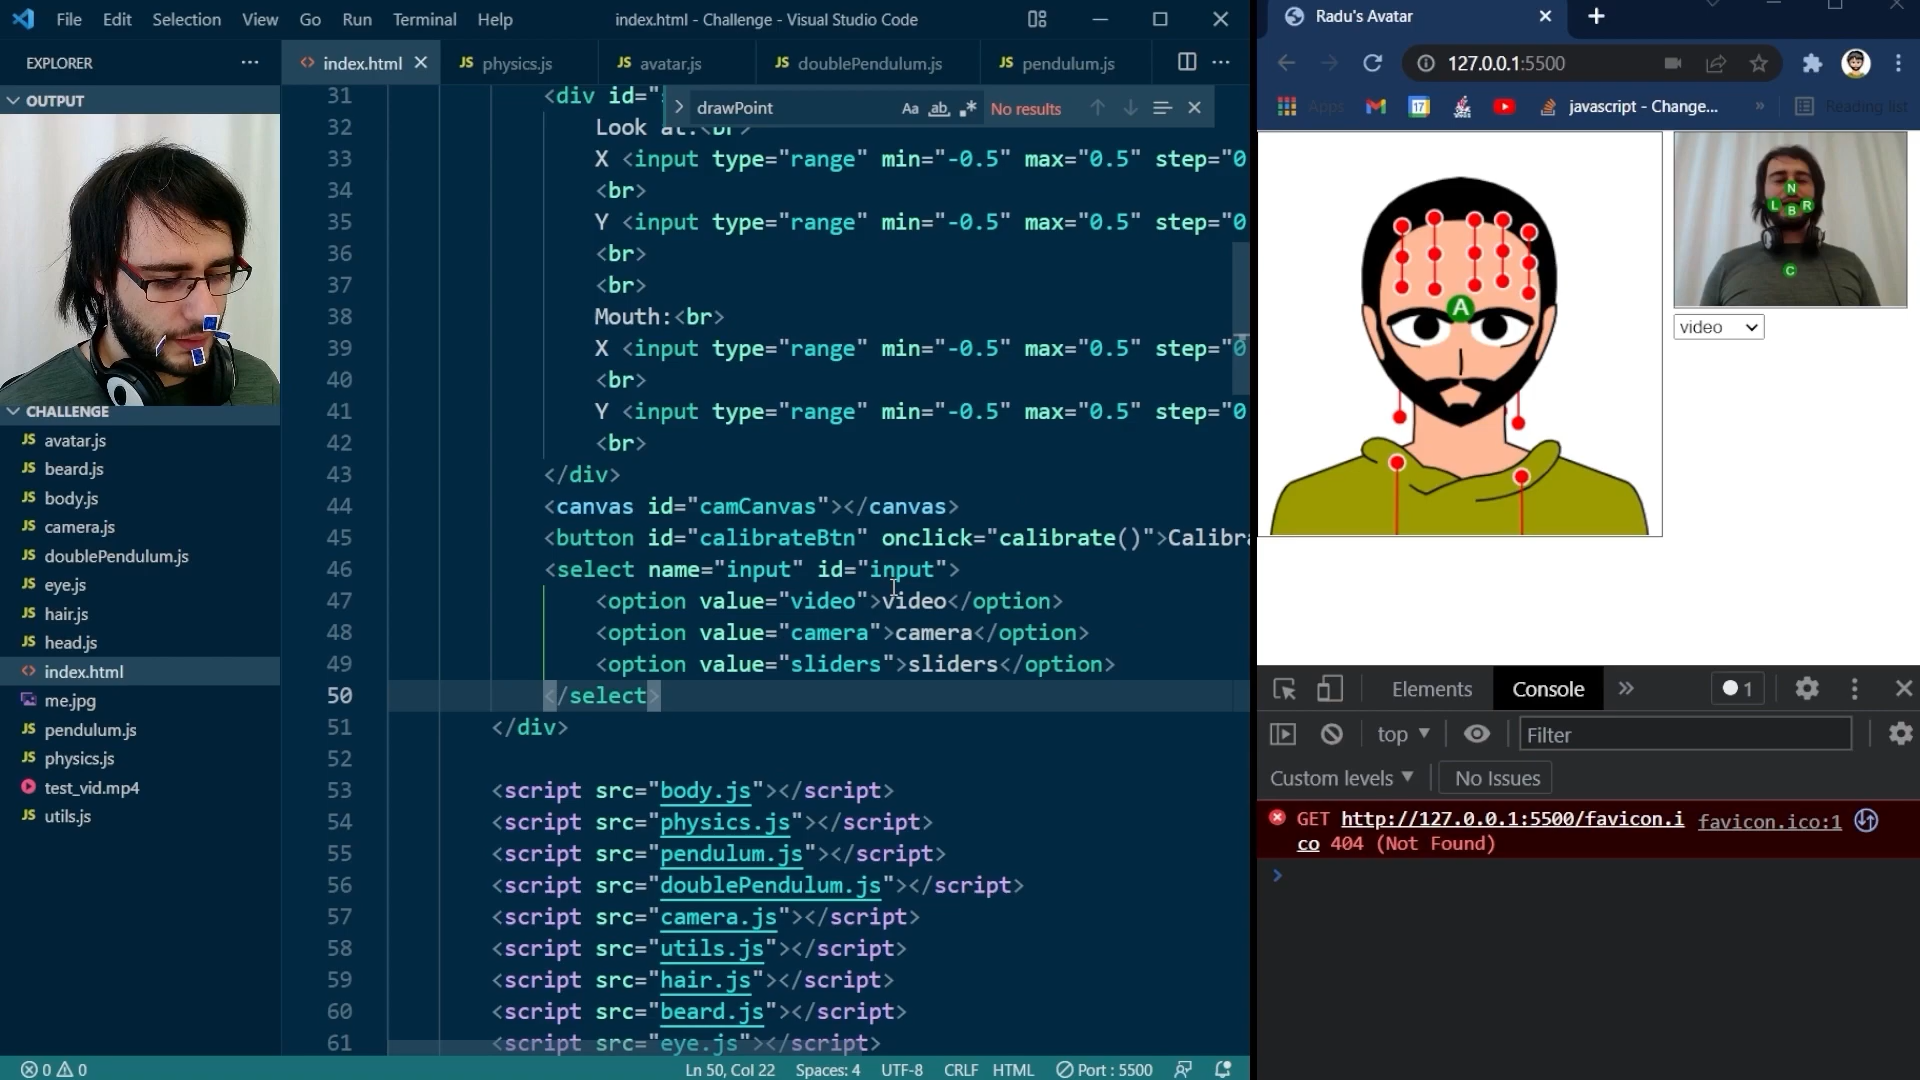 File Edit Selection View Go Run Terminal Help
index.html - Challenge - Visual Studio Code
EXPLORER
index.html
physics.js
avatar.js
doublePendulum.js
pendulum.js
OUTPUT
CHALLENGE
avatar.js
beard.js
body.js
camera.js
doublePendulum.js
eye.js
hair.js
head.js
index.html
me.jpg
pendulum.js
physics.js
test_vid.mp4
utils.js
drawPoint
Aa ab
No results
31 <div id="
32 Look at:<br>
33 X <input type="range" min="-0.5" max="0.5" step="0
34 <br>
35 Y <input type="range" min="-0.5" max="0.5" step="0
36 <br>
37 <br>
38 Mouth:<br>
39 X <input type="range" min="-0.5" max="0.5" step="0
40 <br>
41 Y <input type="range" min="-0.5" max="0.5" step="0
42 <br>
43 </div>
44 <canvas id="camCanvas"></canvas>
45 <button id="calibrateBtn" onclick="calibrate()">Calibra
46 <select name="input" id="input">
47 <option value="video">video</option>
48 <option value="camera">camera</option>
49 <option value="sliders">sliders</option>
50 </select>
51 </div>
52
53 <script src="body.js"></script>
54 <script src="physics.js"></script>
55 <script src="pendulum.js"></script>
56 <script src="doublePendulum.js"></script>
57 <script src="camera.js"></script>
58 <script src="utils.js"></script>
59 <script src="hair.js"></script>
60 <script src="beard.js"></script>
61 <script src="eye.js"></script>
0 0
Ln 50, Col 22 Spaces: 4 UTF-8 CRLF HTML Port : 5500
Radu's Avatar
127.0.0.1:5500
Apps
17
javascript - Change...
»
Reading list
A
N
L B R
C
video
Elements Console » 1
top Filter
Custom levels No Issues
GET http://127.0.0.1:5500/favicon.i favicon.ico:1
co 404 (Not Found)